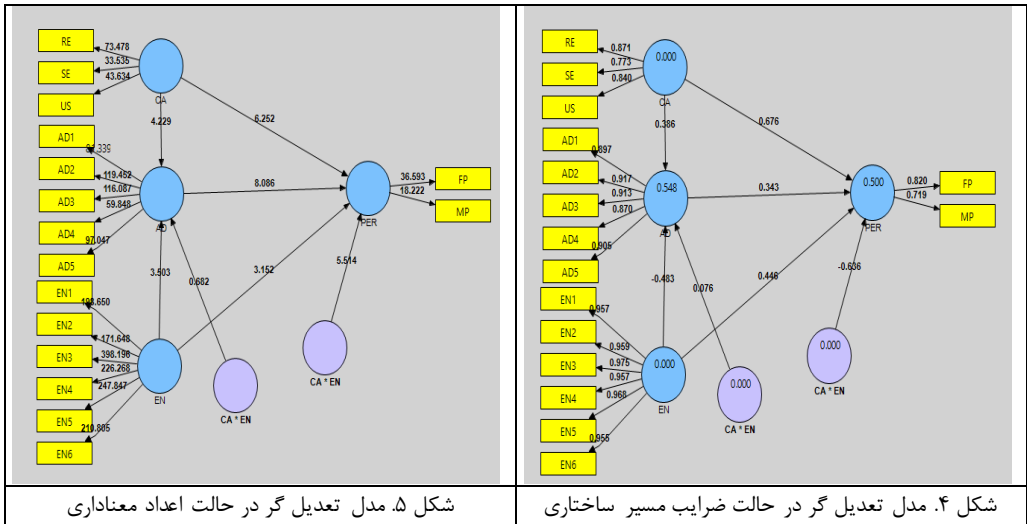 RE
SE
US
AD1
AD2
AD3
AD4
AD5
EN1
EN2
EN3
EN4
EN5
EN6
73.478
33.535
43.634
CA
4.229
6.252
119.452
116.087
59.848
97.047
AD
8.086
PER
36.593
18.222
FP
MP
3.503
0.682
3.152
5.514
198.650
171.648
398.196
226.268
247.847
210.805
EN
CA * EN
CA * EN
شکل ۵. مدل تعدیل گر در حالت اعداد معناداری
RE
SE
US
AD1
AD2
AD3
AD4
AD5
EN1
EN2
EN3
EN4
EN5
EN6
0.871
0.773
0.840
0.000
CA
0.386
0.676
0.897
0.917
0.913
0.870
0.905
0.548
AD
0.343
0.500
PER
0.820
0.719
FP
MP
-0.483
0.076
0.446
-0.636
0.957
0.959
0.975
0.957
0.968
0.955
0.000
EN
0.000
CA * EN
0.000
CA * EN
شکل ۴. مدل تعدیل گر در حالت ضرایب مسیر ساختاری